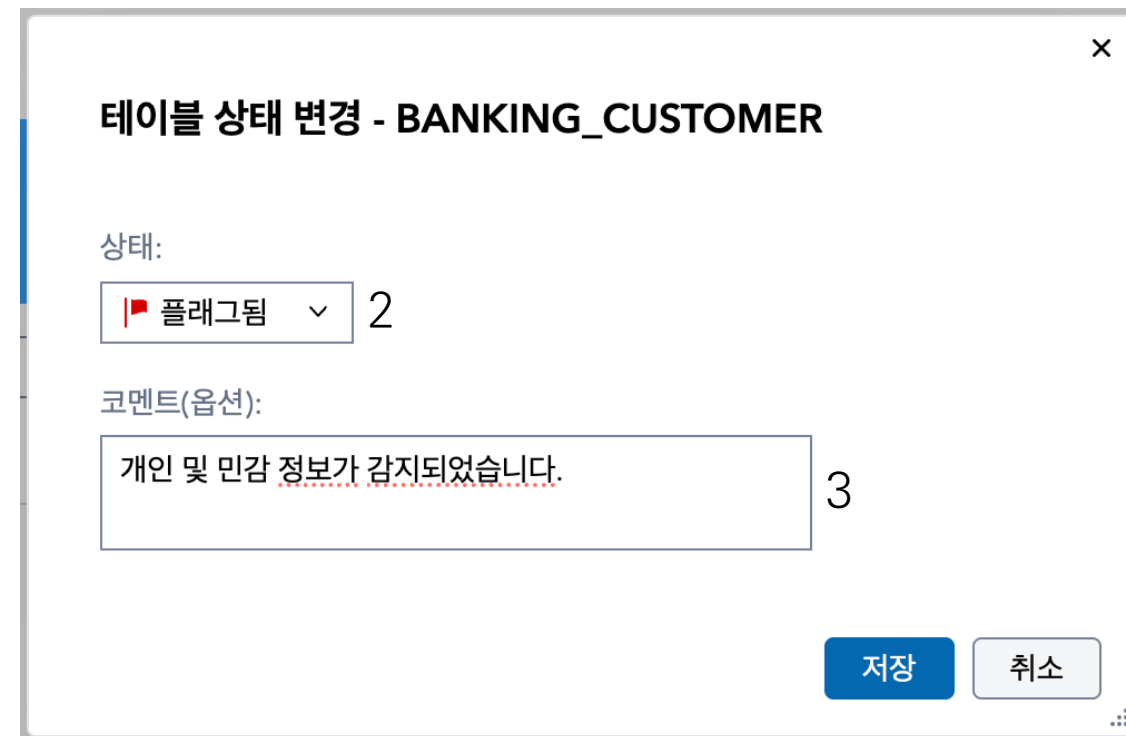 테이블 상태 변경 - BANKING_CUSTOMER
상태:
플래그됨 2
코멘트(옵션):
개인 및 민감 정보가 감지되었습니다.
3
저장 취소